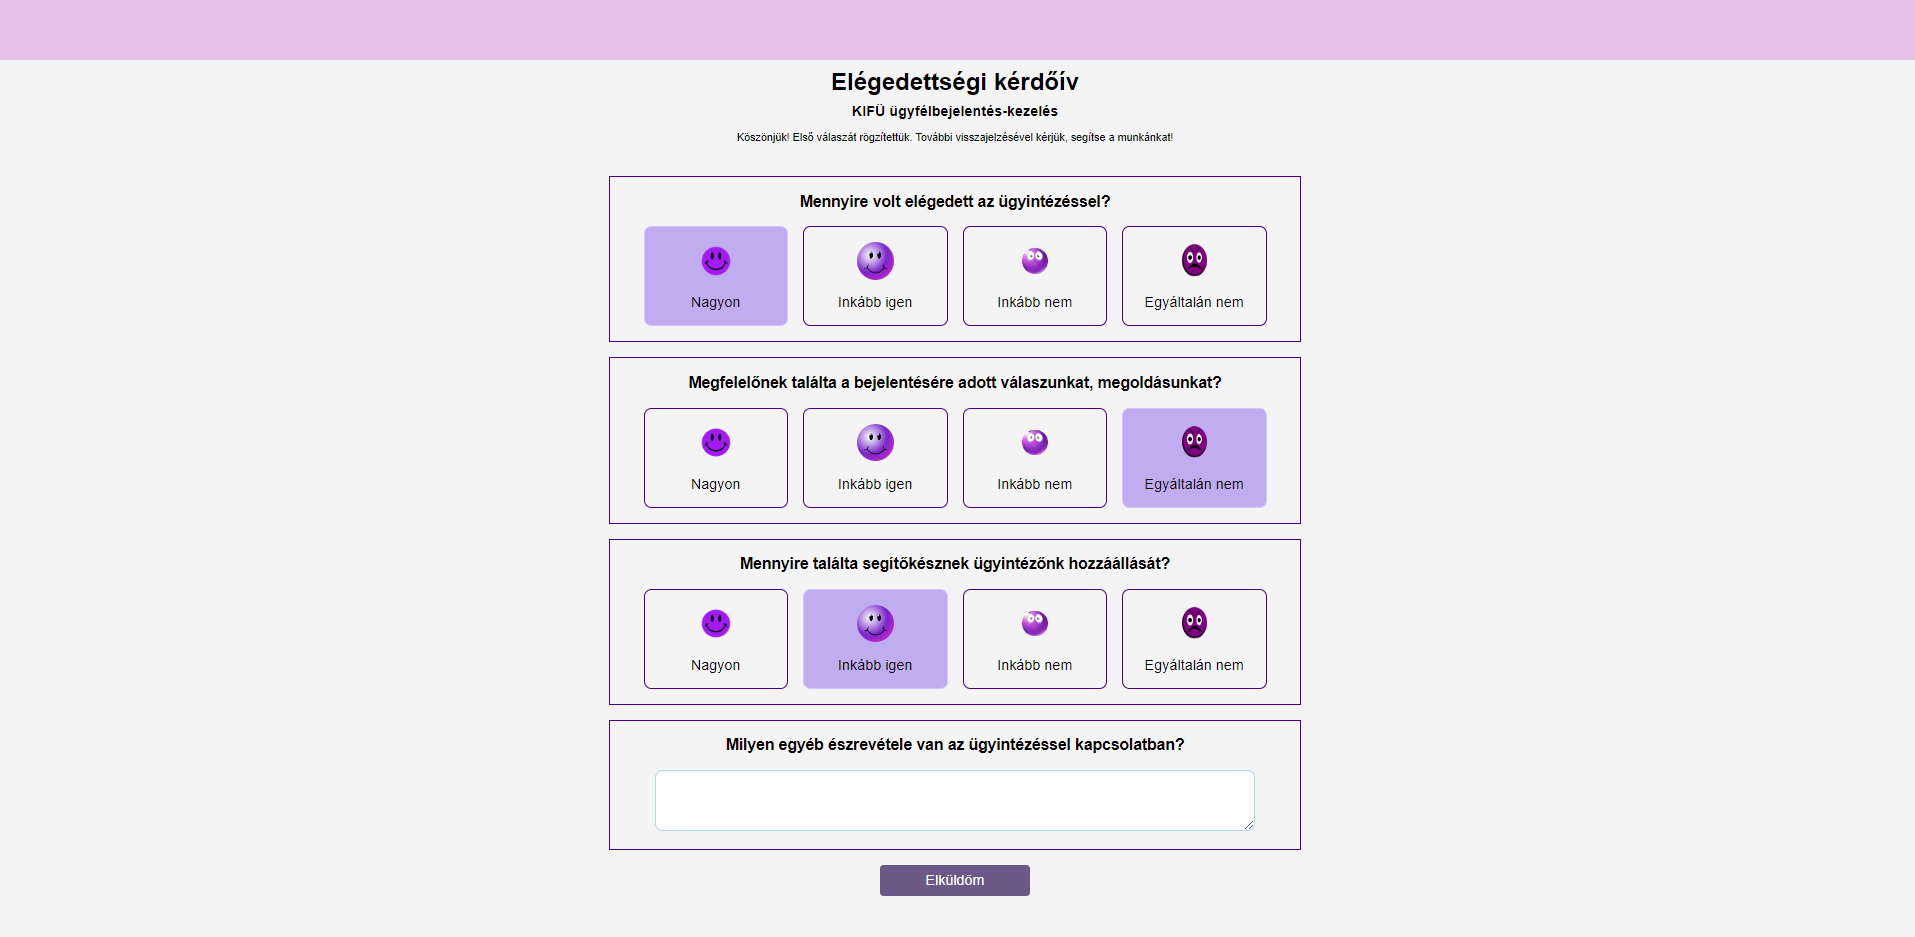 Elégedettségi kérdőív
KIFÜ ügyfélbejelentés-kezelés
Köszönjük! Első válaszát rögzítettük. További visszajelzésével kérjük, segítse a munkánkat!
Mennyire volt elégedett az ügyintézéssel?
Nagyon
Inkább igen
Inkább nem
Egyáltalán nem
Megfelelőnek találta a bejelentésére adott válaszunkat, megoldásunkat?
Nagyon
Inkább igen
Inkább nem
Egyáltalán nem
Mennyire találta segítőkésznek ügyintézőnk hozzáállását?
Nagyon
Inkább igen
Inkább nem
Egyáltalán nem
Milyen egyéb észrevétele van az ügyintézéssel kapcsolatban?
Elküldöm